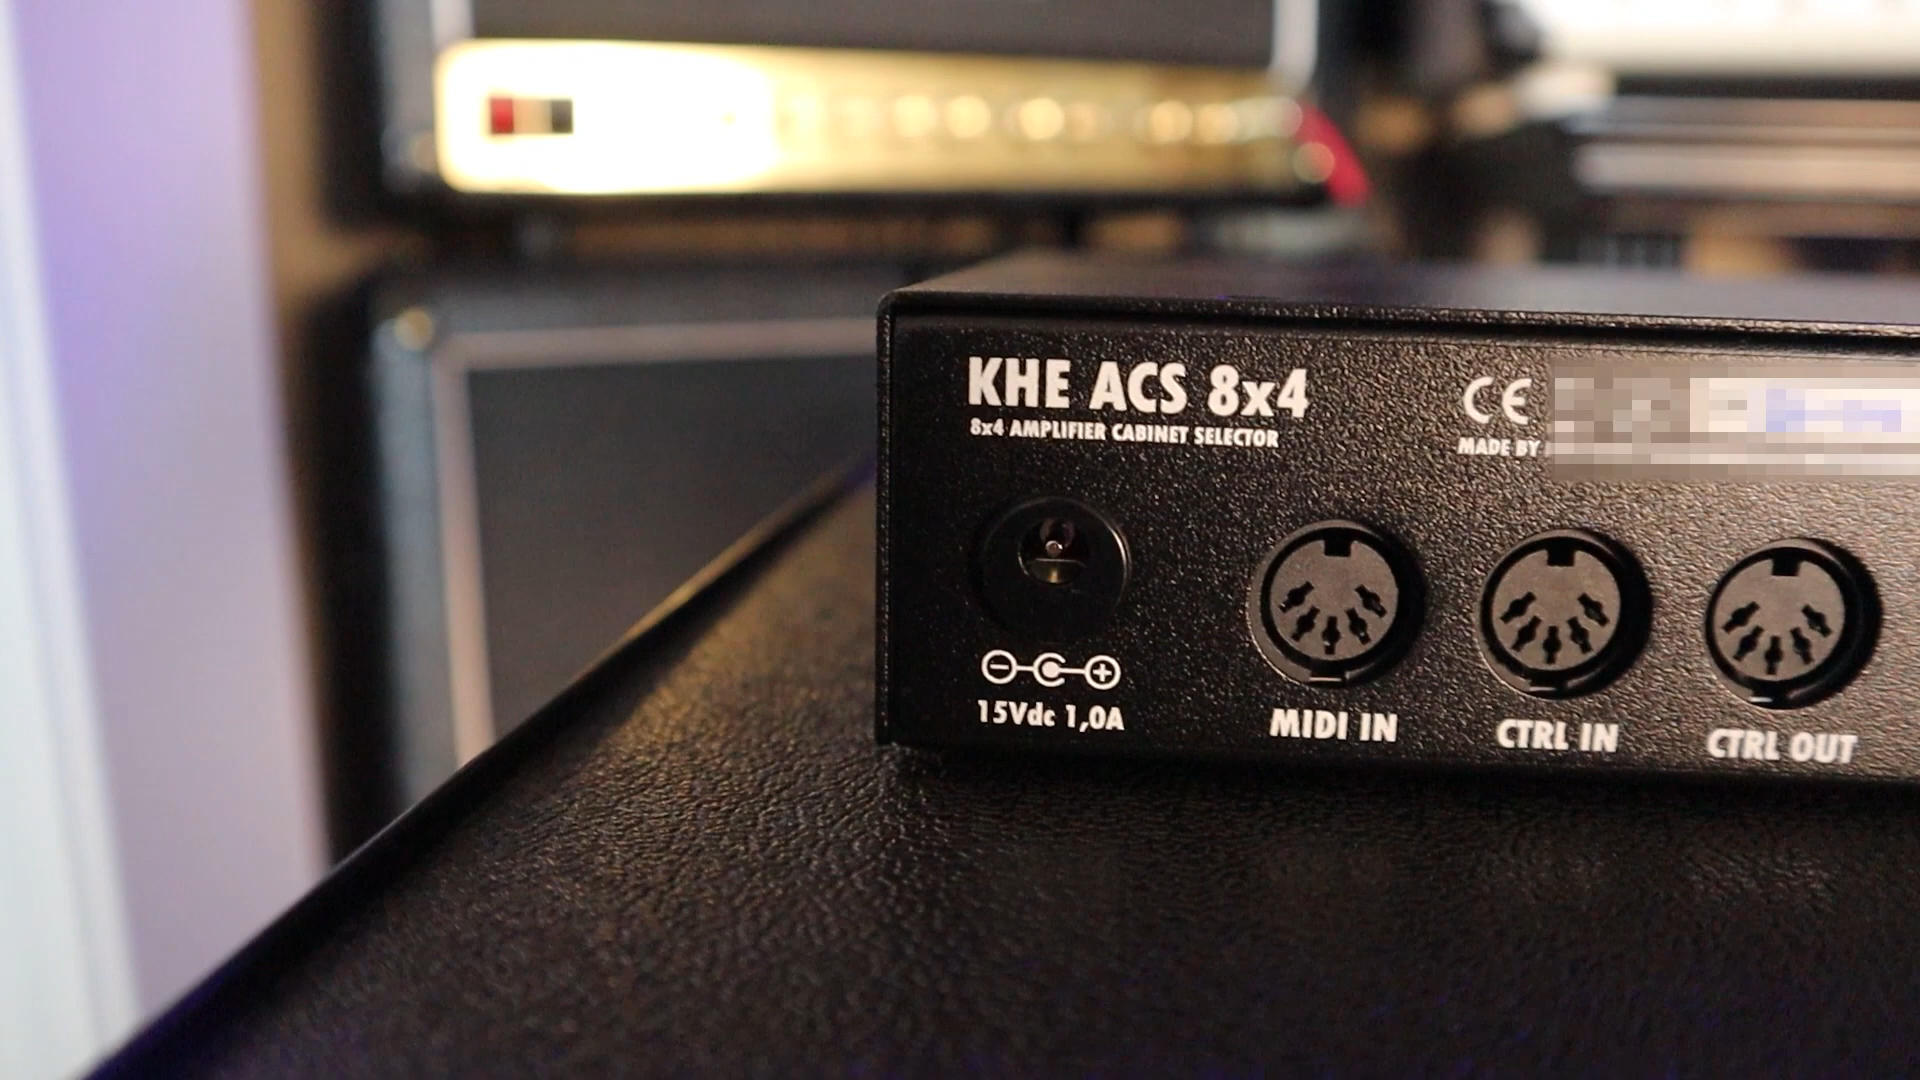 KHE ACS 8x4
8x4 AMPLIFIER CABINET SELECTOR
CE
MADE BY
15Vdc 1,0A
MIDI IN
CTRL IN
CTRL OUT